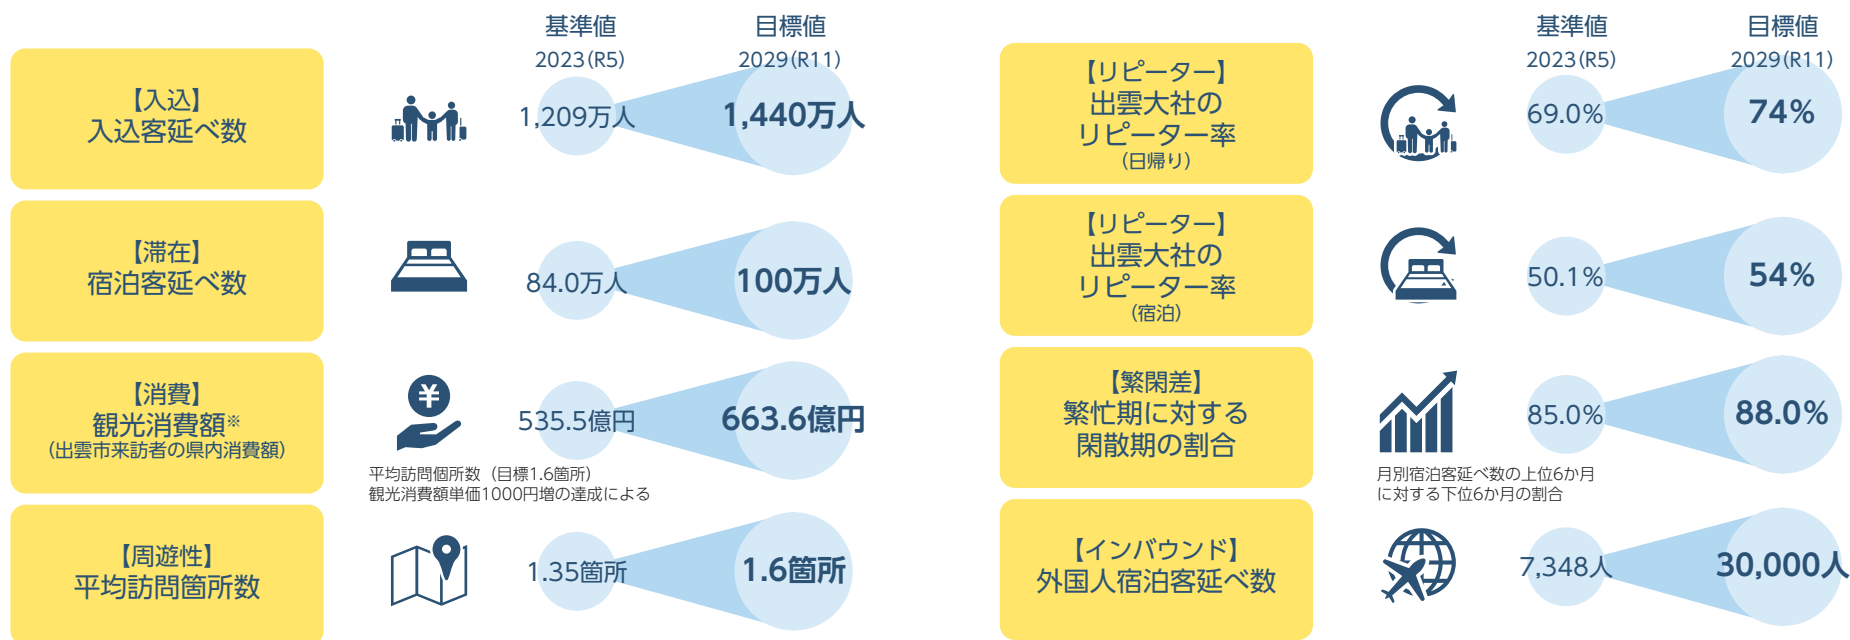 基準値
2023(R5)
目標値
2029(R11)
【入込】
入込客延べ数
1,209万人
1,440万人
【滞在】
宿泊客延べ数
84.0万人
100万人
【消費】
観光消費額※
(出雲市来訪者の県内消費額)
¥
535.5億円
663.6億円
平均訪問個所数（目標1.6箇所）
観光消費額単価1000円増の達成による
【周遊性】
平均訪問箇所数
1.35箇所
1.6箇所
基準値
2023(R5)
目標値
2029(R11)
【リピーター】
出雲大社の
リピーター率
(日帰り)
69.0%
74%
【リピーター】
出雲大社の
リピーター率
(宿泊)
50.1%
54%
【繁閑差】
繁忙期に対する
閑散期の割合
85.0%
88.0%
月別宿泊客延べ数の上位6か月
に対する下位6か月の割合
【インバウンド】
外国人宿泊客延べ数
7,348人
30,000人